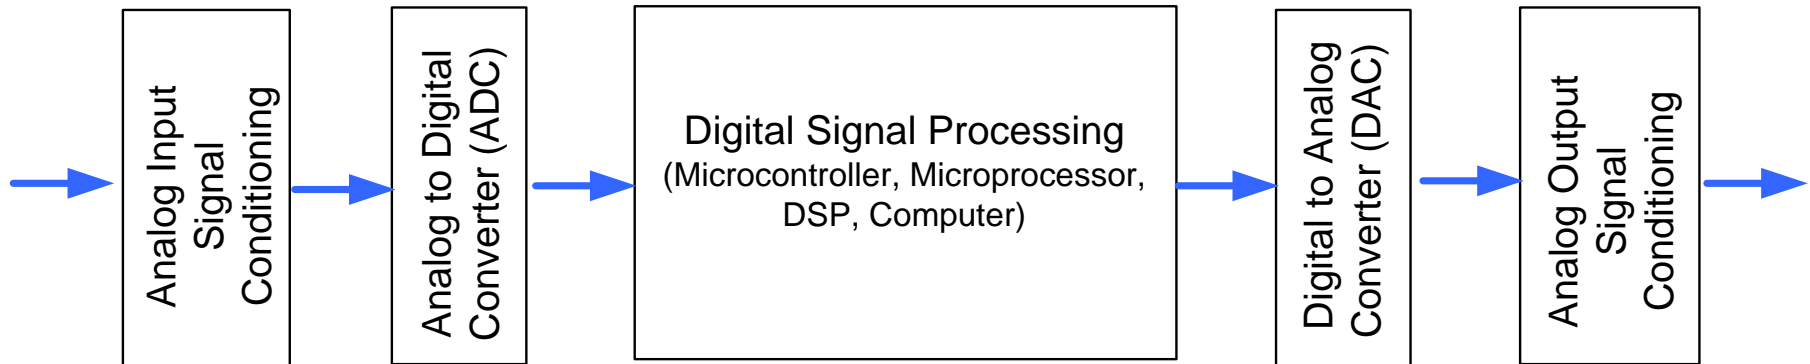 Analog Input
Signal
Conditioning
Analog to Digital
Converter (ADC)
Digital Signal Processing
(Microcontroller, Microprocessor,
DSP, Computer)
Digital to Analog
Converter (DAC)
Analog Output
Signal
Conditioning